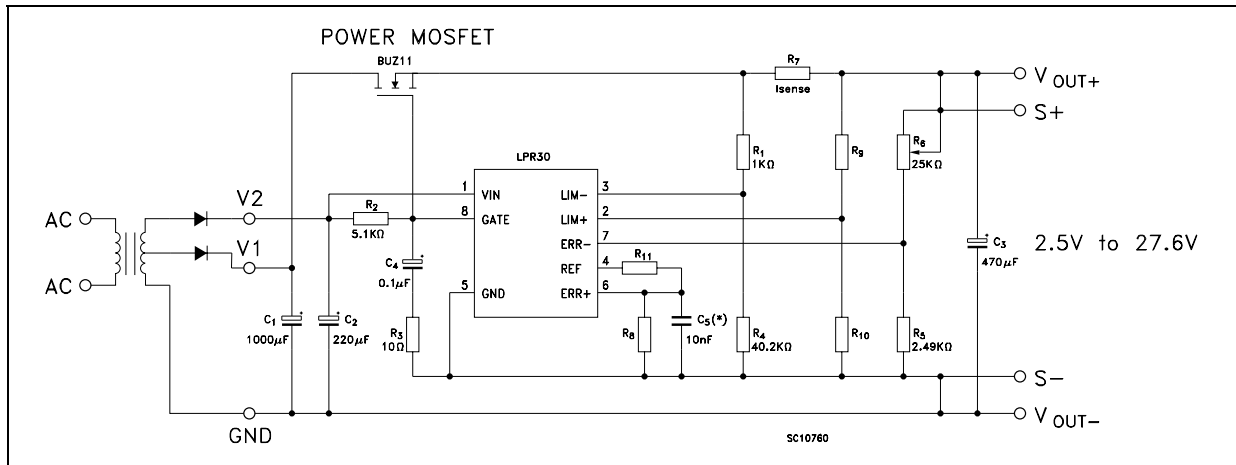 POWER MOSFET
BUZ11
R7
Isense
VOUT+
S+
LPR30
R1
1KΩ
R9
R6
25KΩ
1
VIN
LIM-
3
AC
V2
R2
5.1KΩ
8
GATE
LIM+
2
V1
ERR-
7
C3
470µF
2.5V to 27.6V
C4
0.1µF
REF
4
R11
AC
5
GND
ERR+
6
C1
1000µF
C2
220µF
R3
10Ω
R8
C5(*)
10nF
R4
40.2KΩ
R10
R5
2.49KΩ
S-
GND
VOUT-
SC10760